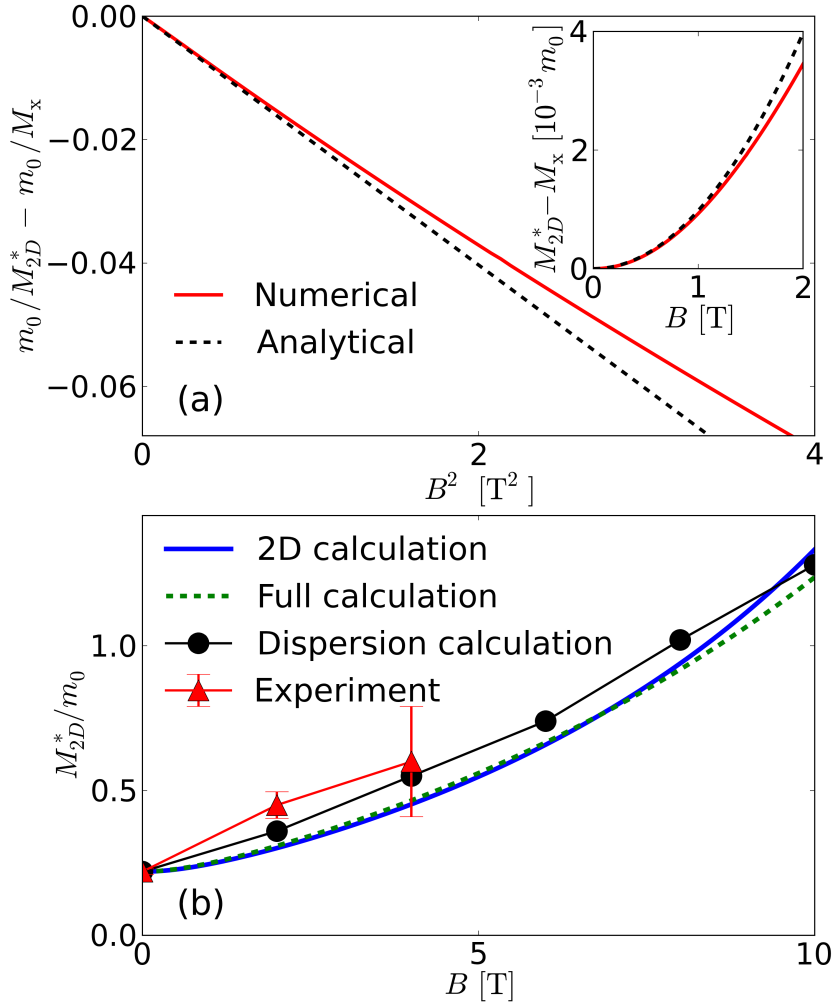 0.00
−0.02
−0.04
−0.06
m₀/M*₂D − m₀/Mₓ
0
2
4
B² [T²]
Numerical
Analytical
(a)
4
2
0
M*₂D−Mₓ [10⁻³ m₀]
0
1
2
B [T]
1.0
0.5
0.0
M*₂D/m₀
2D calculation
Full calculation
Dispersion calculation
Experiment
(b)
0
5
10
B [T]